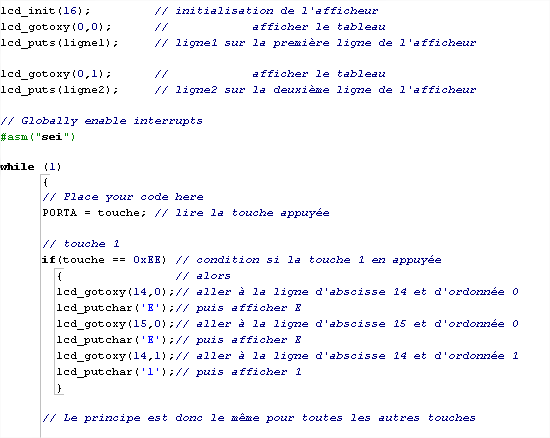 lcd_init(16);          // initialisation de l'afficheur
lcd_gotoxy(0,0);       //            afficher le tableau
lcd_puts(ligne1);      // ligne1 sur la première ligne de l'afficheur
lcd_gotoxy(0,1);       //            afficher le tableau
lcd_puts(ligne2);      // ligne2 sur la deuxième ligne de l'afficheur
// Globally enable interrupts
#asm("sei")
while (1)
{
// Place your code here
PORTA = touche; // lire la touche appuyée
// touche 1
if(touche == 0xEE) // condition si la touche 1 en appuyée
{                // alors
lcd_gotoxy(14,0);// aller à la ligne d'abscisse 14 et d'ordonnée 0
lcd_putchar('E');// puis afficher E
lcd_gotoxy(15,0);// aller à la ligne d'abscisse 15 et d'ordonnée 0
lcd_putchar('E');// puis afficher E
lcd_gotoxy(14,1);// aller à la ligne d'abscisse 14 et d'ordonnée 1
lcd_putchar('1');// puis afficher 1
}
// Le principe est donc le même pour toutes les autres touches